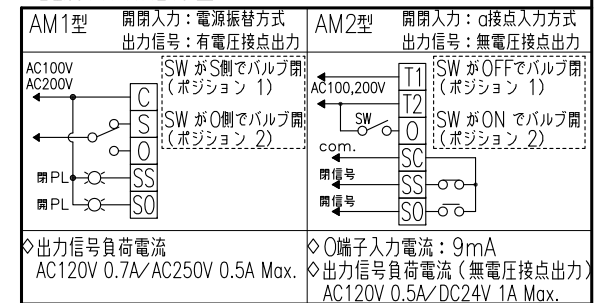 AM1型
開閉入力：電源振替方式
出力信号：有電圧接点出力
AC100V
AC200V
SW がS側でバルブ閉
(ポジション 1)
SW がO側でバルブ開
(ポジション 2)
C
S
O
閉PL
SS
開PL
SO
◇出力信号負荷電流
AC120V 0.7A/AC250V 0.5A Max.
AM2型
開閉入力：a接点入力方式
出力信号：無電圧接点出力
AC100,200V
T1
T2
SW
O
com.
SC
閉信号
SS
開信号
SO
SW がOFFでバルブ閉
(ポジション 1)
SW がON でバルブ開
(ポジション 2)
◇O端子入力電流：9mA
◇出力信号負荷電流(無電圧接点出力)
AC120V 0.5A/DC24V 1A Max.